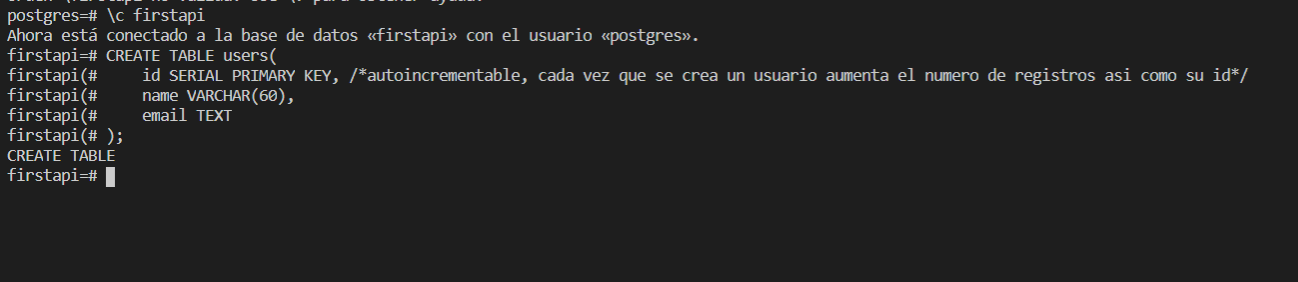 postgres=# \c firstapi
Ahora está conectado a la base de datos «firstapi» con el usuario «postgres».
firstapi=# CREATE TABLE users(
firstapi(#     id SERIAL PRIMARY KEY, /*autoincrementable, cada vez que se crea un usuario aumenta el numero de registros asi como su id*/
firstapi(#     name VARCHAR(60),
firstapi(#     email TEXT
firstapi(# );
CREATE TABLE
firstapi=#